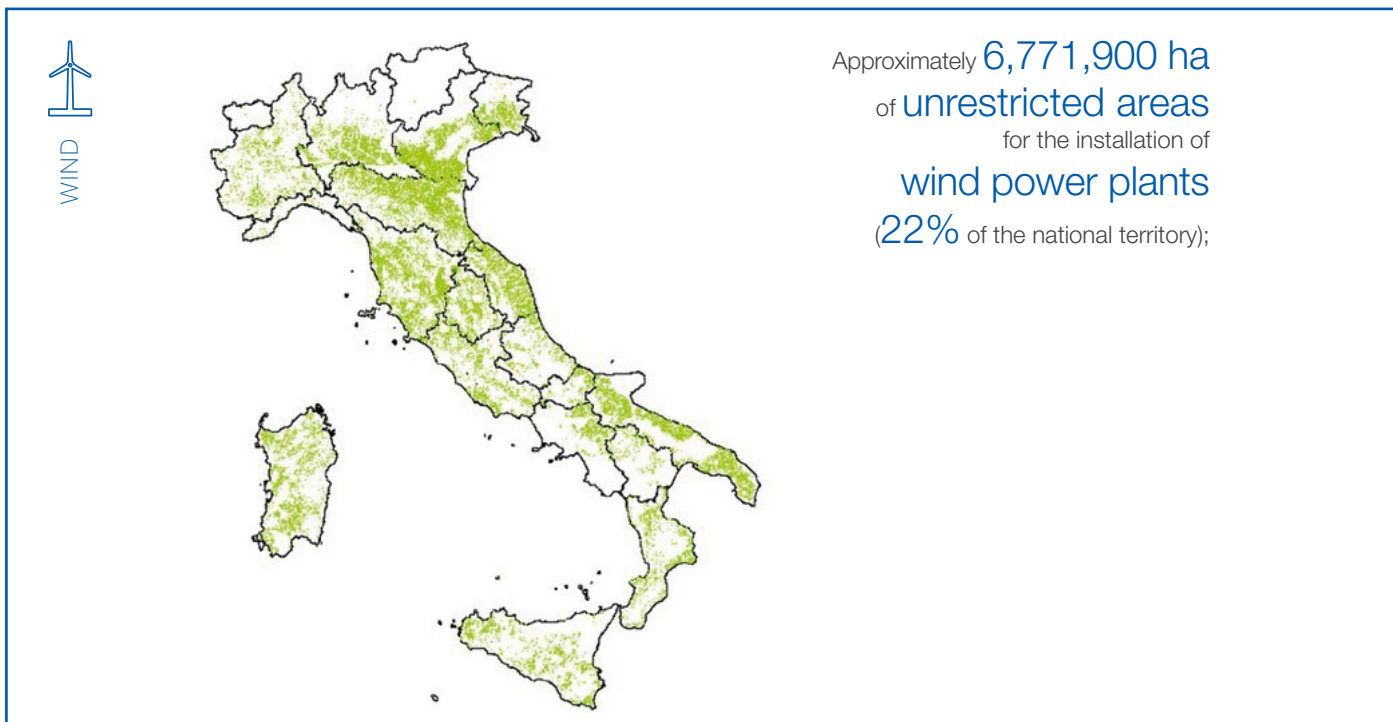 WIND
Approximately 6,771,900 ha
of unrestricted areas
for the installation of
wind power plants
(22% of the national territory);